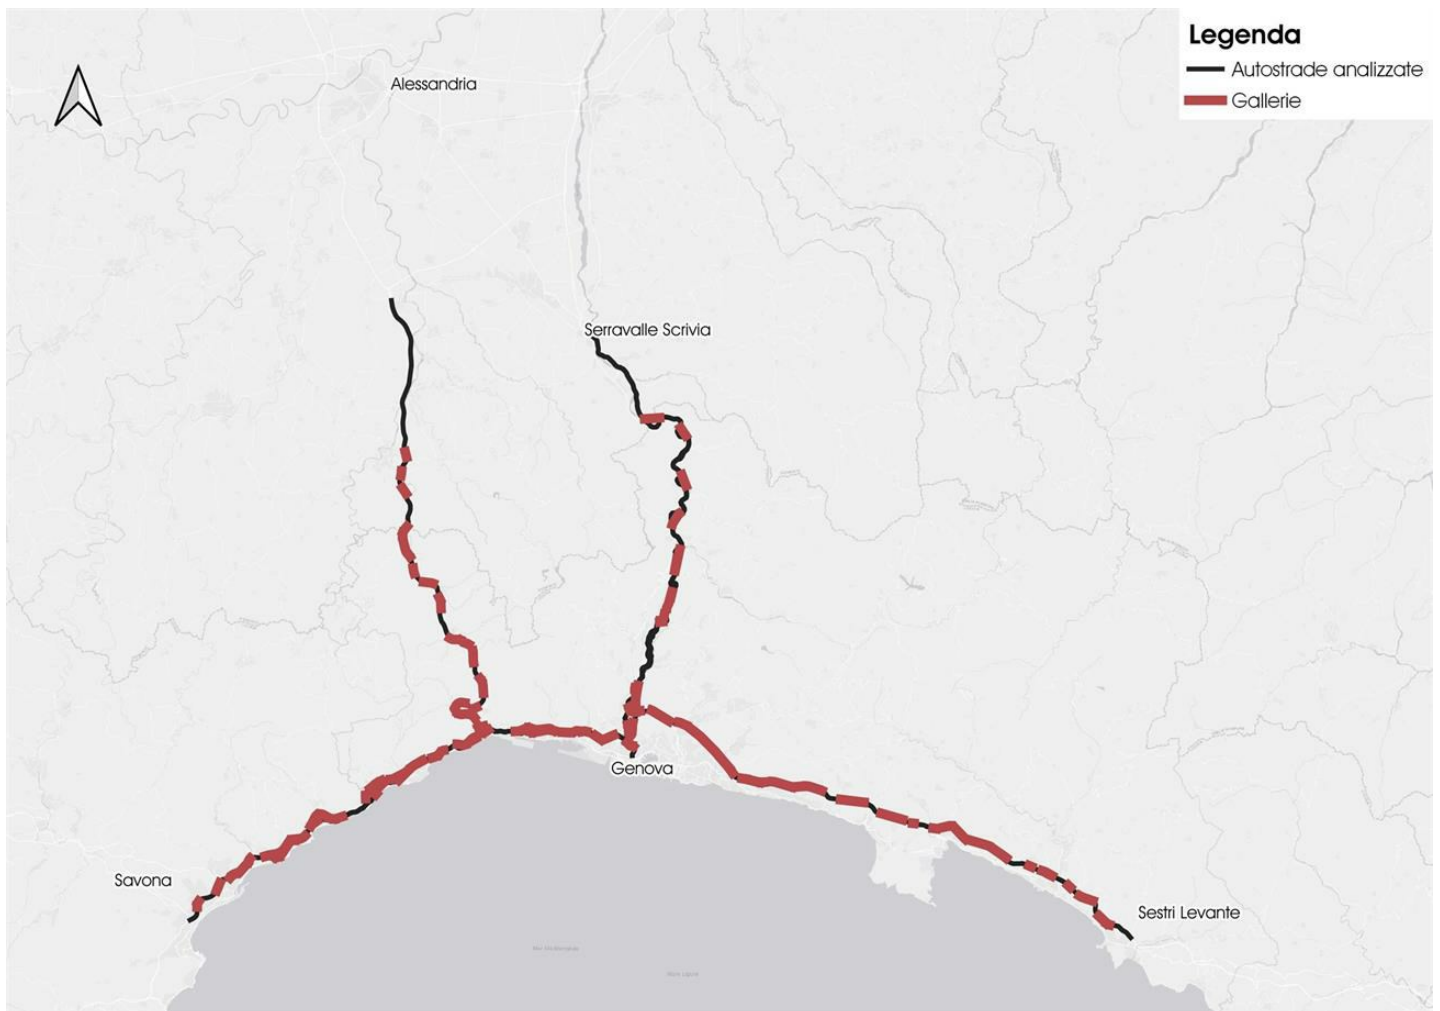 Legenda
Autostrade analizzate
Gallerie
Alessandria
Serravalle Scrivia
Genova
Savona
Sestri Levante